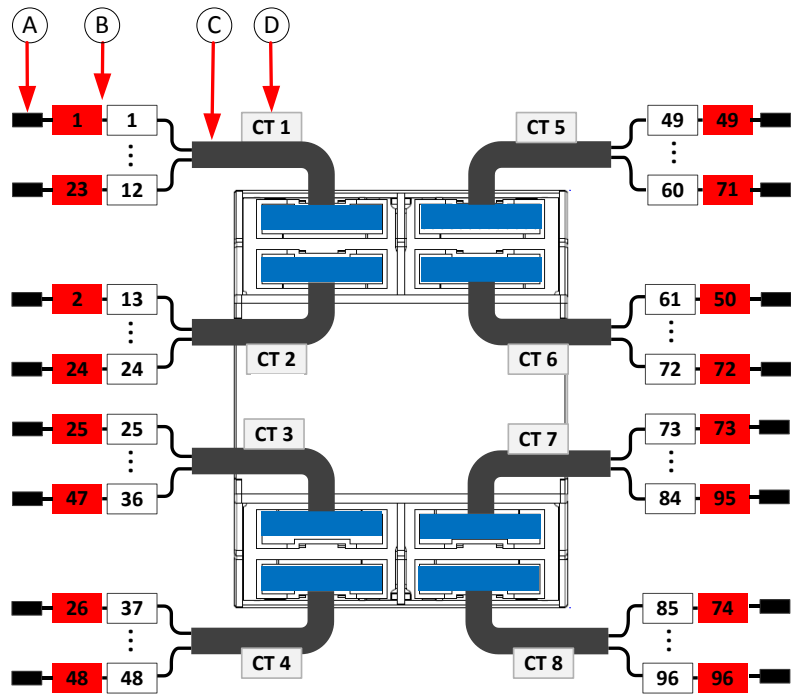 A B C D
1 1 CT 1 CT 5 49 49
23 12 60 71
2 13 61 50
24 24 CT 2 CT 6 72 72
25 25 CT 3 CT 7 73 73
47 36 84 95
26 37 85 74
48 48 CT 4 CT 8 96 96